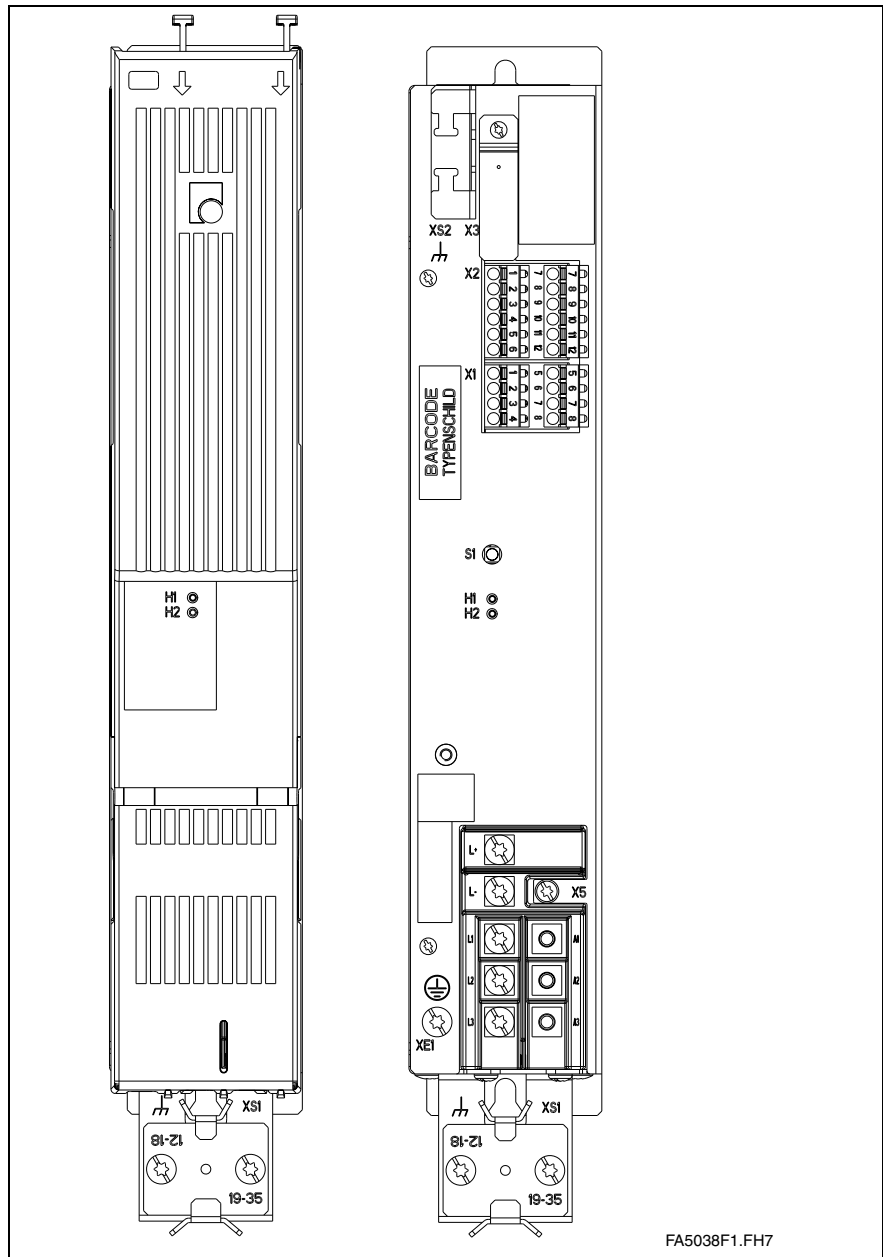 H1
H2
XS1
12-18
19-35
XS2 X3
X2
1 7 7
2 8 8
3 9 9
4 10 10
5 11 11
6 12 12
X1
1 5 5
2 6 6
3 7 7
4 8 8
BARCODE
TYPENSCHILD
S1
H1
H2
L+
L-
X5
L1 A1
L2 A2
L3 A3
XE1
XS1
12-18
19-35
FA5038F1.FH7